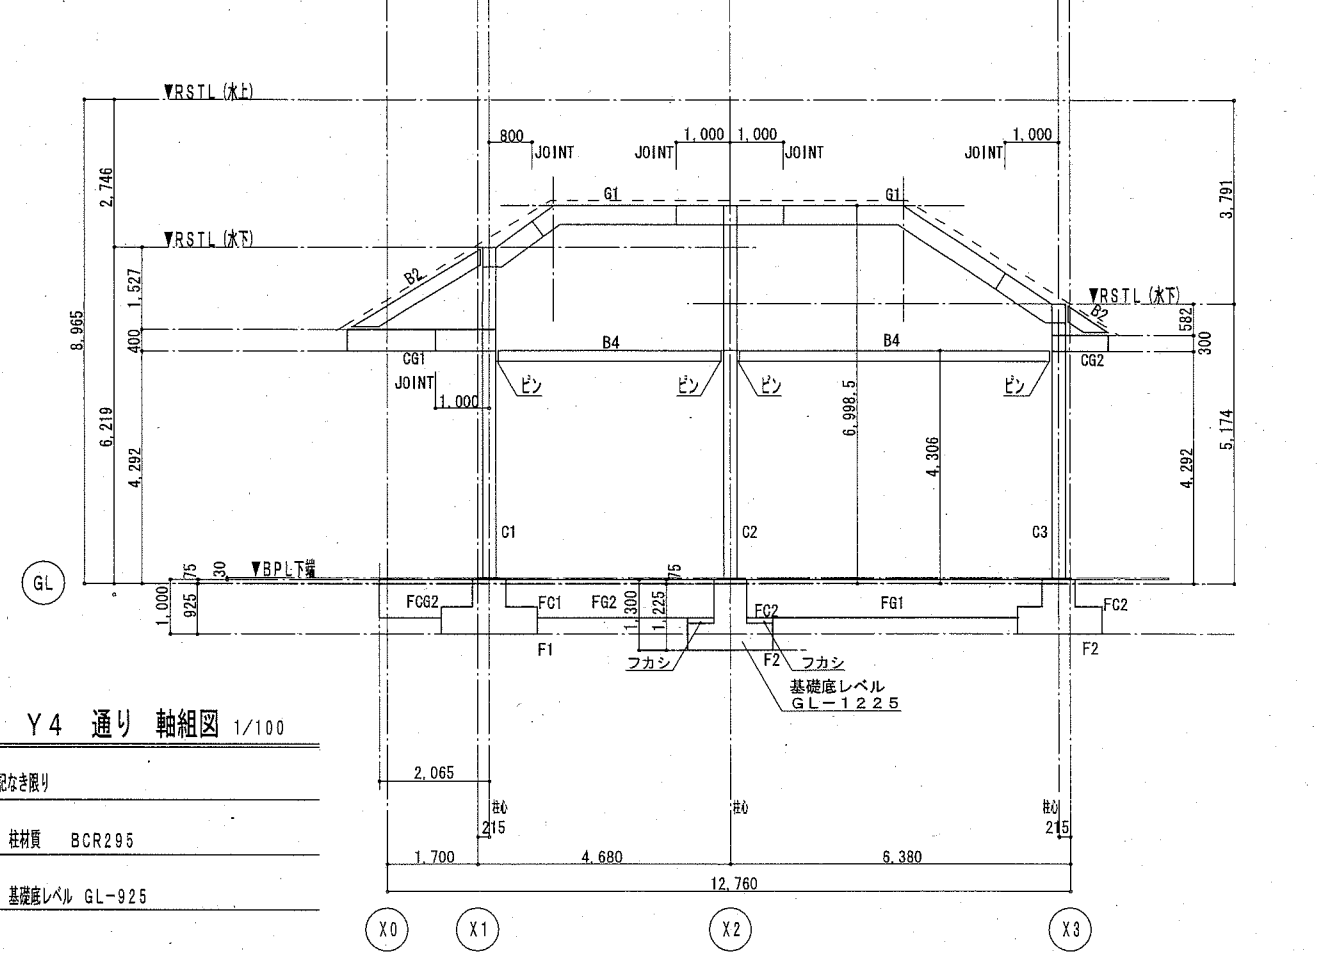 ▼RSTL (水上)
800
JOINT
1,000
1,000
JOINT
JOINT
1,000
JOINT
2,746
3,791
G1
G1
▼RSTL (水下)
B2
1,527
▼RSTL (水下)
B2
582
8,965
400
CG1
B4
B4
CG2
300
JOINT
1,000
ピン
ピン
ピン
ピン
6,998.5
4,306
6,219
4,292
4,292
5,174
C1
C2
C3
GL
75
30
▼BPL下端
75
1,000
925
FCG2
FC1
FG2
1,300
1,225
FC2
FG1
FC2
F1
フカシ
F2
フカシ
F2
基礎底レベル
GL-1225
Y4 通り 軸組図 1/100
記なき限り
柱材質 BCR295
基礎底レベル GL-925
2,065
柱心
柱心
柱心
215
215
1,700
4,680
6,380
12,760
X0
X1
X2
X3